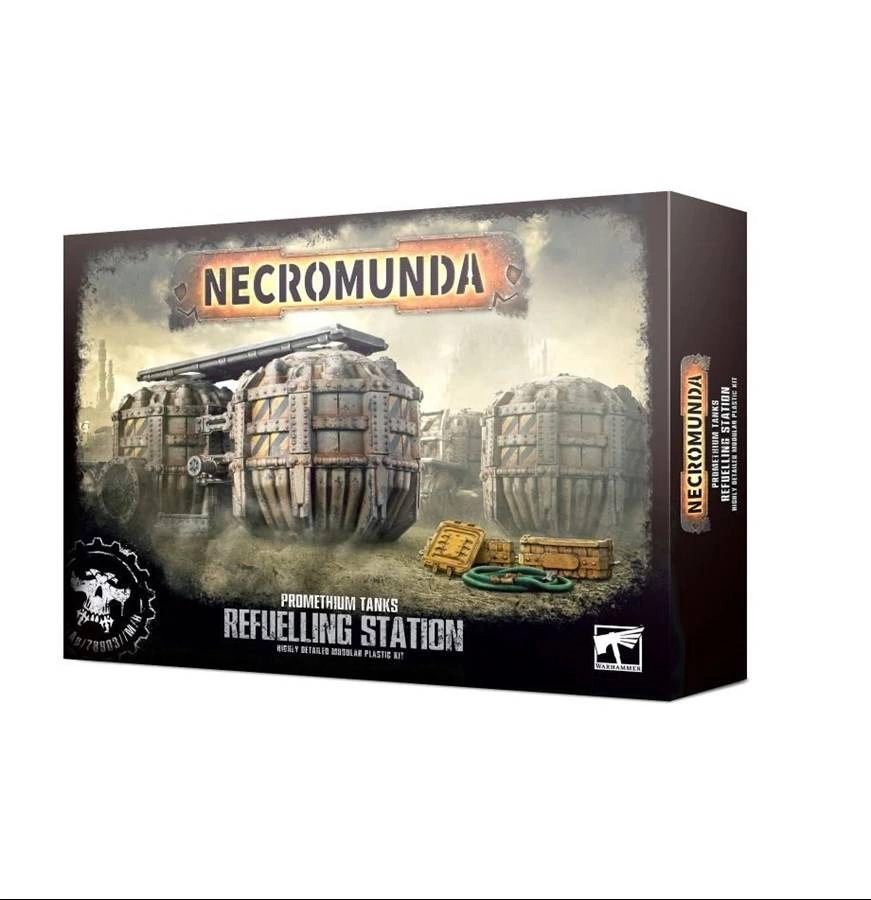 NECROMUNDA
PROMETHIUM TANKS
REFUELLING STATION
HIGHLY DETAILED MODULAR PLASTIC KIT
WARHAMMER
NECROMUNDA
PROMETHIUM TANKS
REFUELLING STATION
HIGHLY DETAILED MODULAR PLASTIC KIT